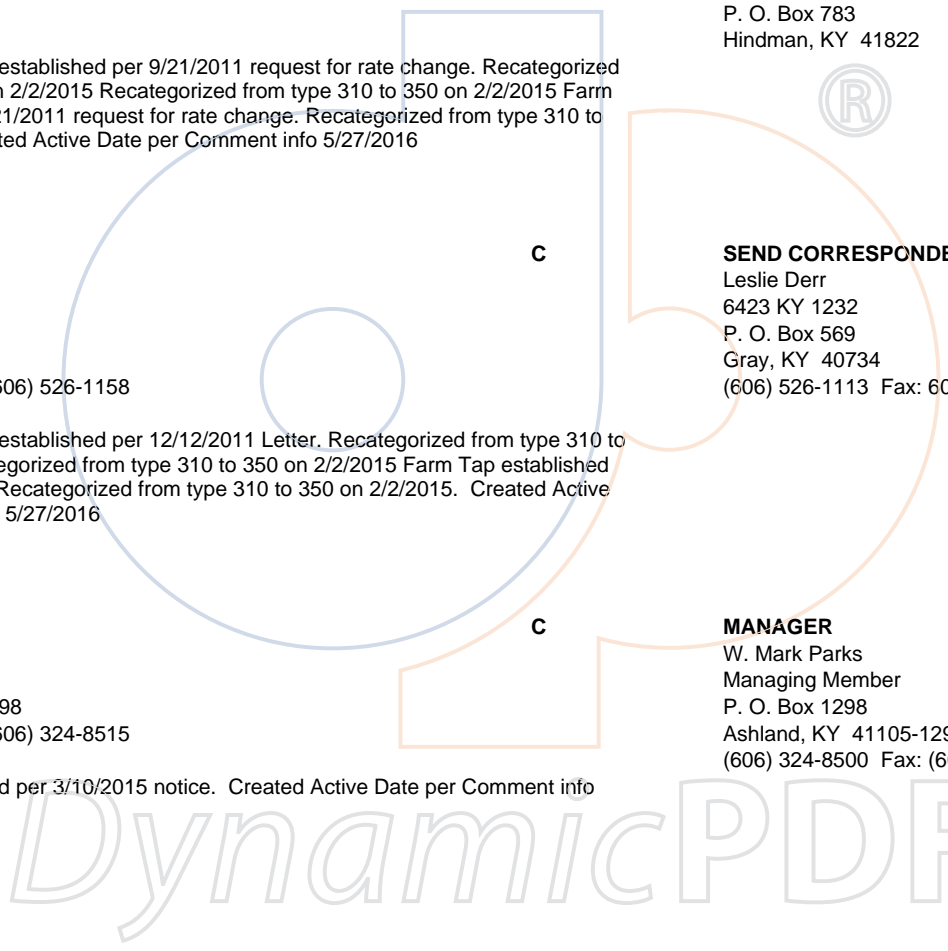 P. O. Box 783
Hindman, KY 41822
established per 9/21/2011 request for rate change. Recategorized
2/2/2015 Recategorized from type 310 to 350 on 2/2/2015 Farm
21/2011 request for rate change. Recategorized from type 310 to
ted Active Date per Comment info 5/27/2016
®
C
SEND CORRESPONDE
Leslie Derr
6423 KY 1232
P. O. Box 569
Gray, KY 40734
606) 526-1158
(606) 526-1113 Fax: 60
established per 12/12/2011 Letter. Recategorized from type 310 to
egorized from type 310 to 350 on 2/2/2015 Farm Tap established
Recategorized from type 310 to 350 on 2/2/2015. Created Active
5/27/2016
C
MANAGER
W. Mark Parks
Managing Member
98
P. O. Box 1298
606) 324-8515
Ashland, KY 41105-129
(606) 324-8500 Fax: (6
d per 3/10/2015 notice. Created Active Date per Comment info
DynamicPDF